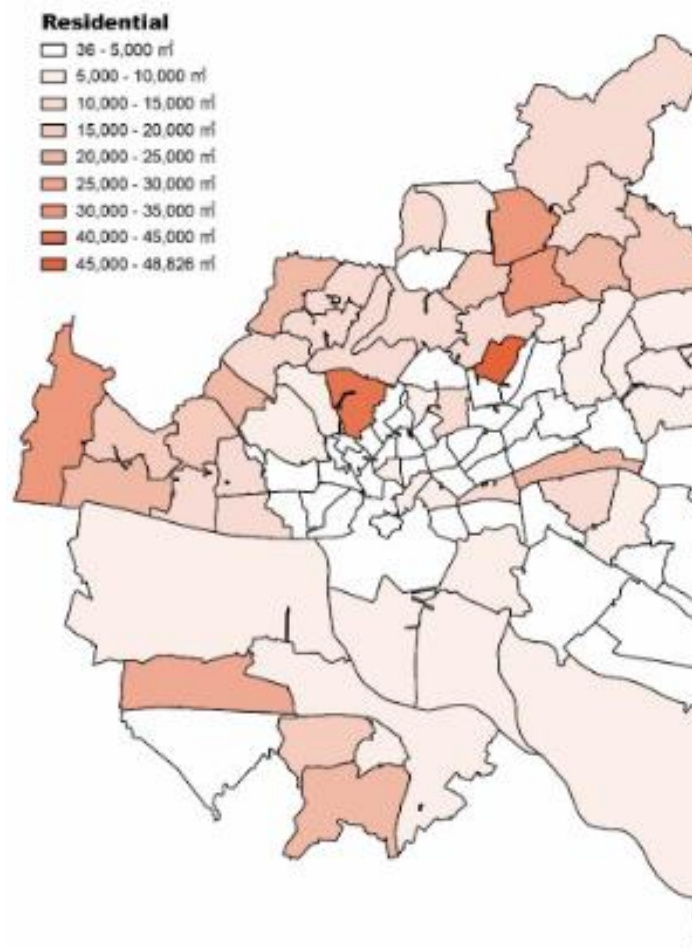 Residential
36 - 5,000 ㎡
5,000 - 10,000 ㎡
10,000 - 15,000 ㎡
15,000 - 20,000 ㎡
20,000 - 25,000 ㎡
25,000 - 30,000 ㎡
30,000 - 35,000 ㎡
40,000 - 45,000 ㎡
45,000 - 48,826 ㎡